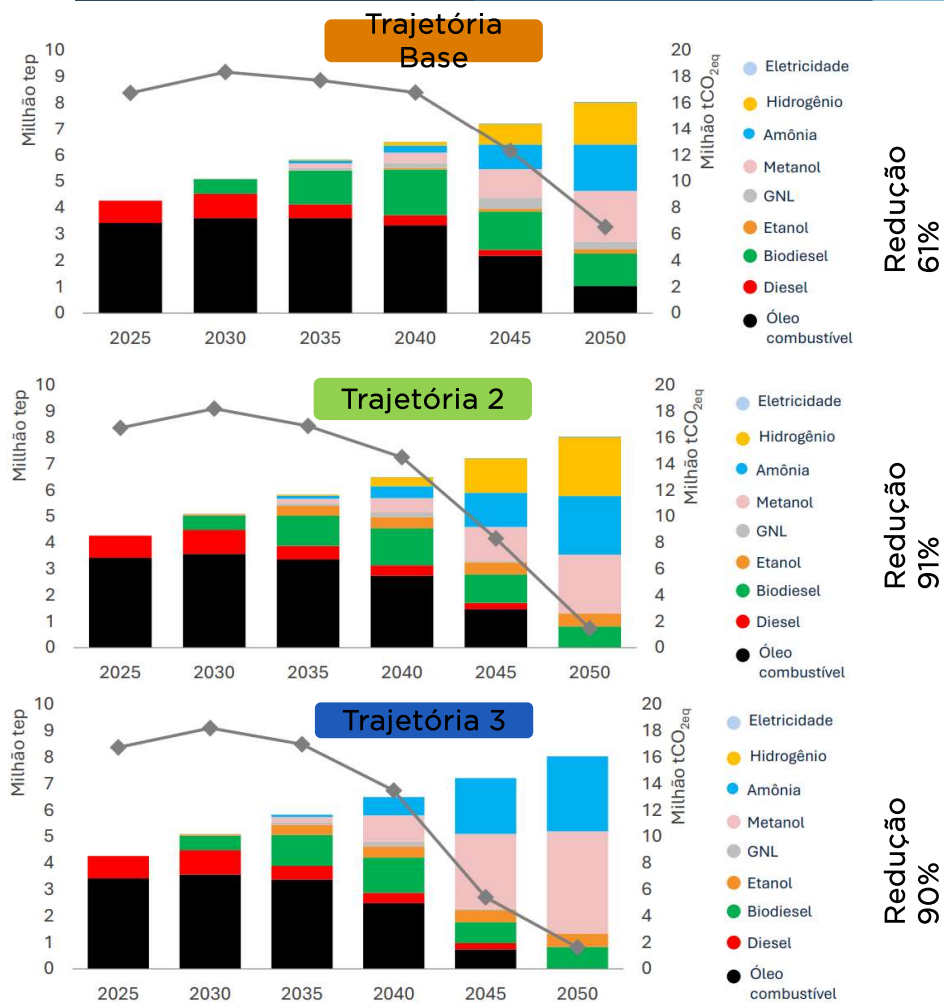 Trajetória
Base
Millhão tep
10
9
8
7
6
5
4
3
2
1
0
20
18
16
14
12
10
8
6
4
2
0
Milhão tCO2eq
2025 2030 2035 2040 2045 2050
Eletricidade
Hidrogênio
Amônia
Metanol
GNL
Etanol
Biodiesel
Diesel
Óleo
combustível
Redução
61%
Trajetória 2
Millhão tep
10
9
8
7
6
5
4
3
2
1
0
20
18
16
14
12
10
8
6
4
2
0
Milhão tCO2eq
2025 2030 2035 2040 2045 2050
Eletricidade
Hidrogênio
Amônia
Metanol
GNL
Etanol
Biodiesel
Diesel
Óleo
combustível
Redução
91%
Trajetória 3
Millhão tep
10
9
8
7
6
5
4
3
2
1
0
20
18
16
14
12
10
8
6
4
2
0
Milhão tCO2eq
2025 2030 2035 2040 2045 2050
Eletricidade
Hidrogênio
Amônia
Metanol
GNL
Etanol
Biodiesel
Diesel
Óleo
combustível
Redução
90%